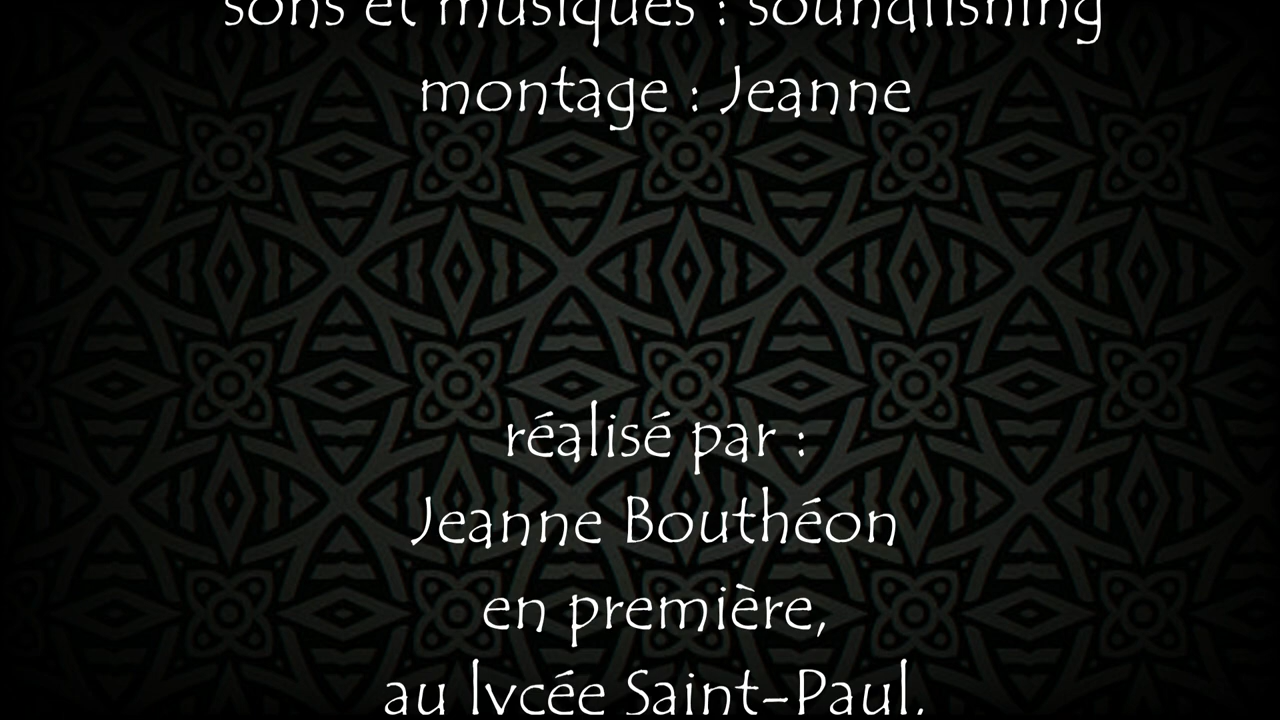 sons et musiques : soundfishing
montage : Jeanne
réalisé par :
Jeanne Bouthéon
en première,
au lycée Saint-Paul.